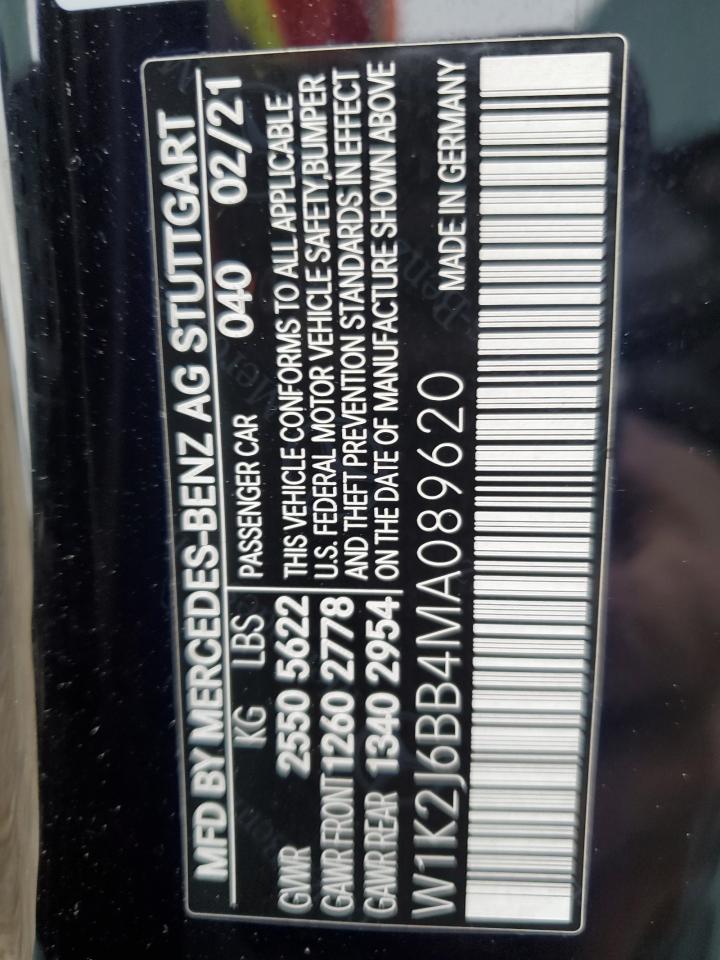 MFD BY MERCEDES-BENZ AG STUTTGART
KG LBS 040 02/21
GWR 2550 5622
GAWR FRONT 1260 2778
GAWR REAR 1340 2954
PASSENGER CAR
THIS VEHICLE CONFORMS TO ALL APPLICABLE
U.S. FEDERAL MOTOR VEHICLE SAFETY,BUMPER
AND THEFT PREVENTION STANDARDS IN EFFECT
ON THE DATE OF MANUFACTURE SHOWN ABOVE
W1K2J6BB4MA089620 MADE IN GERMANY